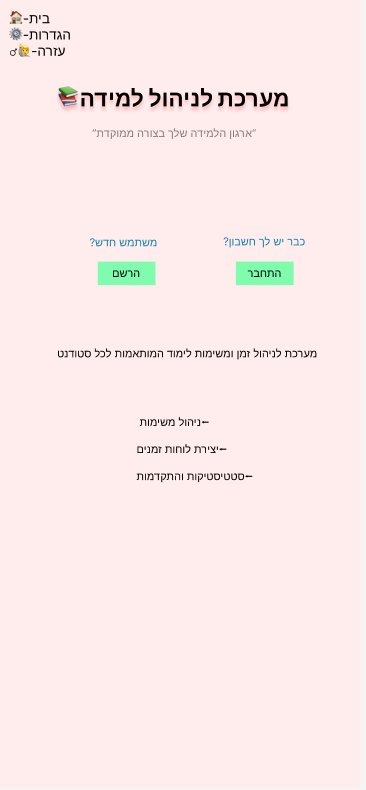 בית-🏠
הגדרות-⚙️
עזרה-🙋‍♂️
מערכת לניהול למידה📚
"ארגון הלמידה שלך בצורה ממוקדת"
כבר יש לך חשבון?
משתמש חדש?
התחבר
הרשם
מערכת לניהול זמן ומשימות לימוד המותאמות לכל סטודנט
–ניהול משימות
–יצירת לוחות זמנים
–סטטיסטיקות והתקדמות